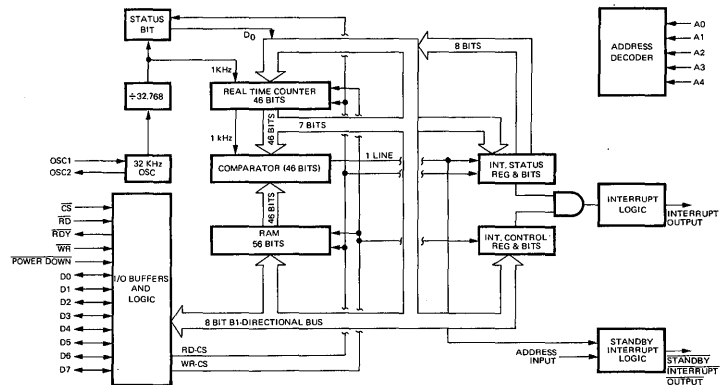 STATUS
BIT
D0
8 BITS
ADDRESS
DECODER
A0
A1
A2
A3
A4
1KHz
÷32.768
REAL TIME COUNTER
46 BITS
46 BITS
7 BITS
1 kHz
OSC1
OSC2
32 KHz
OSC
COMPARATOR (46 BITS)
1 LINE
INT. STATUS
REG & BITS
46 BITS
INTERRUPT
LOGIC
INTERRUPT
OUTPUT
RAM
56 BITS
INT. CONTROL
REG & BITS
CS
RD
RDY
WR
POWER DOWN
D0
D1
D2
D3
D4
D5
D6
D7
I/O BUFFERS
AND
LOGIC
8 BIT B1-DIRECTIONAL BUS
RD-CS
WR-CS
ADDRESS
INPUT
STANDBY
INTERRUPT
LOGIC
STANDBY
INTERRUPT
OUTPUT